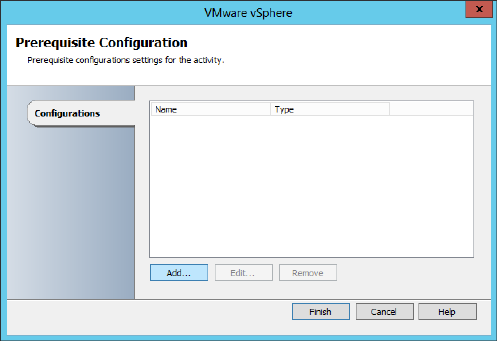 VMware vSphere
x
Prerequisite Configuration
Prerequisite configurations settings for the activity.
Configurations
Name Type
Add... Edit... Remove
Finish Cancel Help